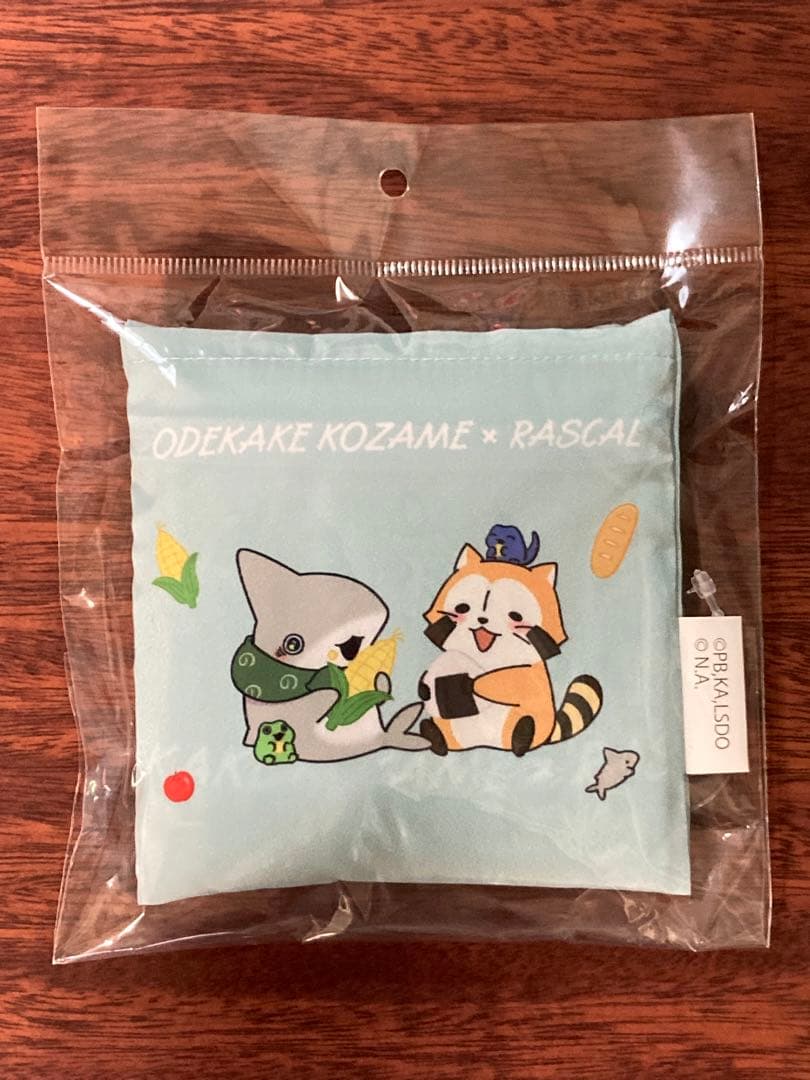 ODEKAKE KOZAME × RASCAL
G G
G
©PB.KA,LSDO
©N.A.